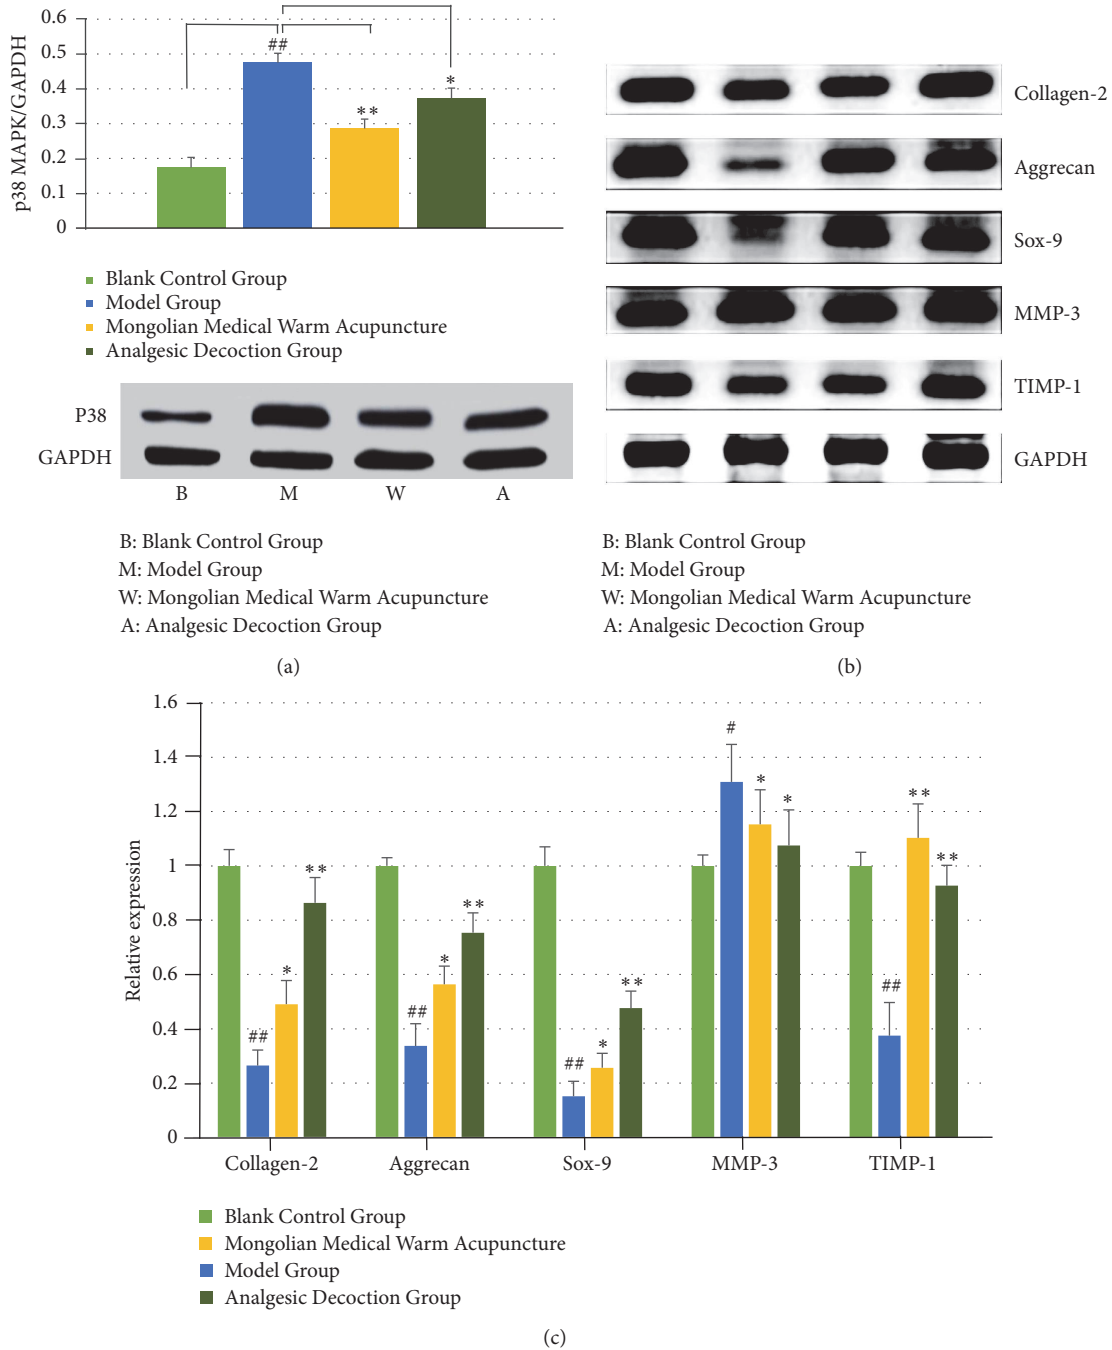 0.6
0.5
0.4
0.3
0.2
0.1
0
p38 MAPK/GAPDH
##
**
*
Blank Control Group
Model Group
Mongolian Medical Warm Acupuncture
Analgesic Decoction Group
P38
GAPDH
B M W A
B: Blank Control Group
M: Model Group
W: Mongolian Medical Warm Acupuncture
A: Analgesic Decoction Group
(a)
Collagen-2
Aggrecan
Sox-9
MMP-3
TIMP-1
GAPDH
B: Blank Control Group
M: Model Group
W: Mongolian Medical Warm Acupuncture
A: Analgesic Decoction Group
(b)
1.6
1.4
1.2
1
0.8
0.6
0.4
0.2
0
Relative expression
## * **
## * **
## * **
# * *
## ** **
Collagen-2 Aggrecan Sox-9 MMP-3 TIMP-1
Blank Control Group
Mongolian Medical Warm Acupuncture
Model Group
Analgesic Decoction Group
(c)